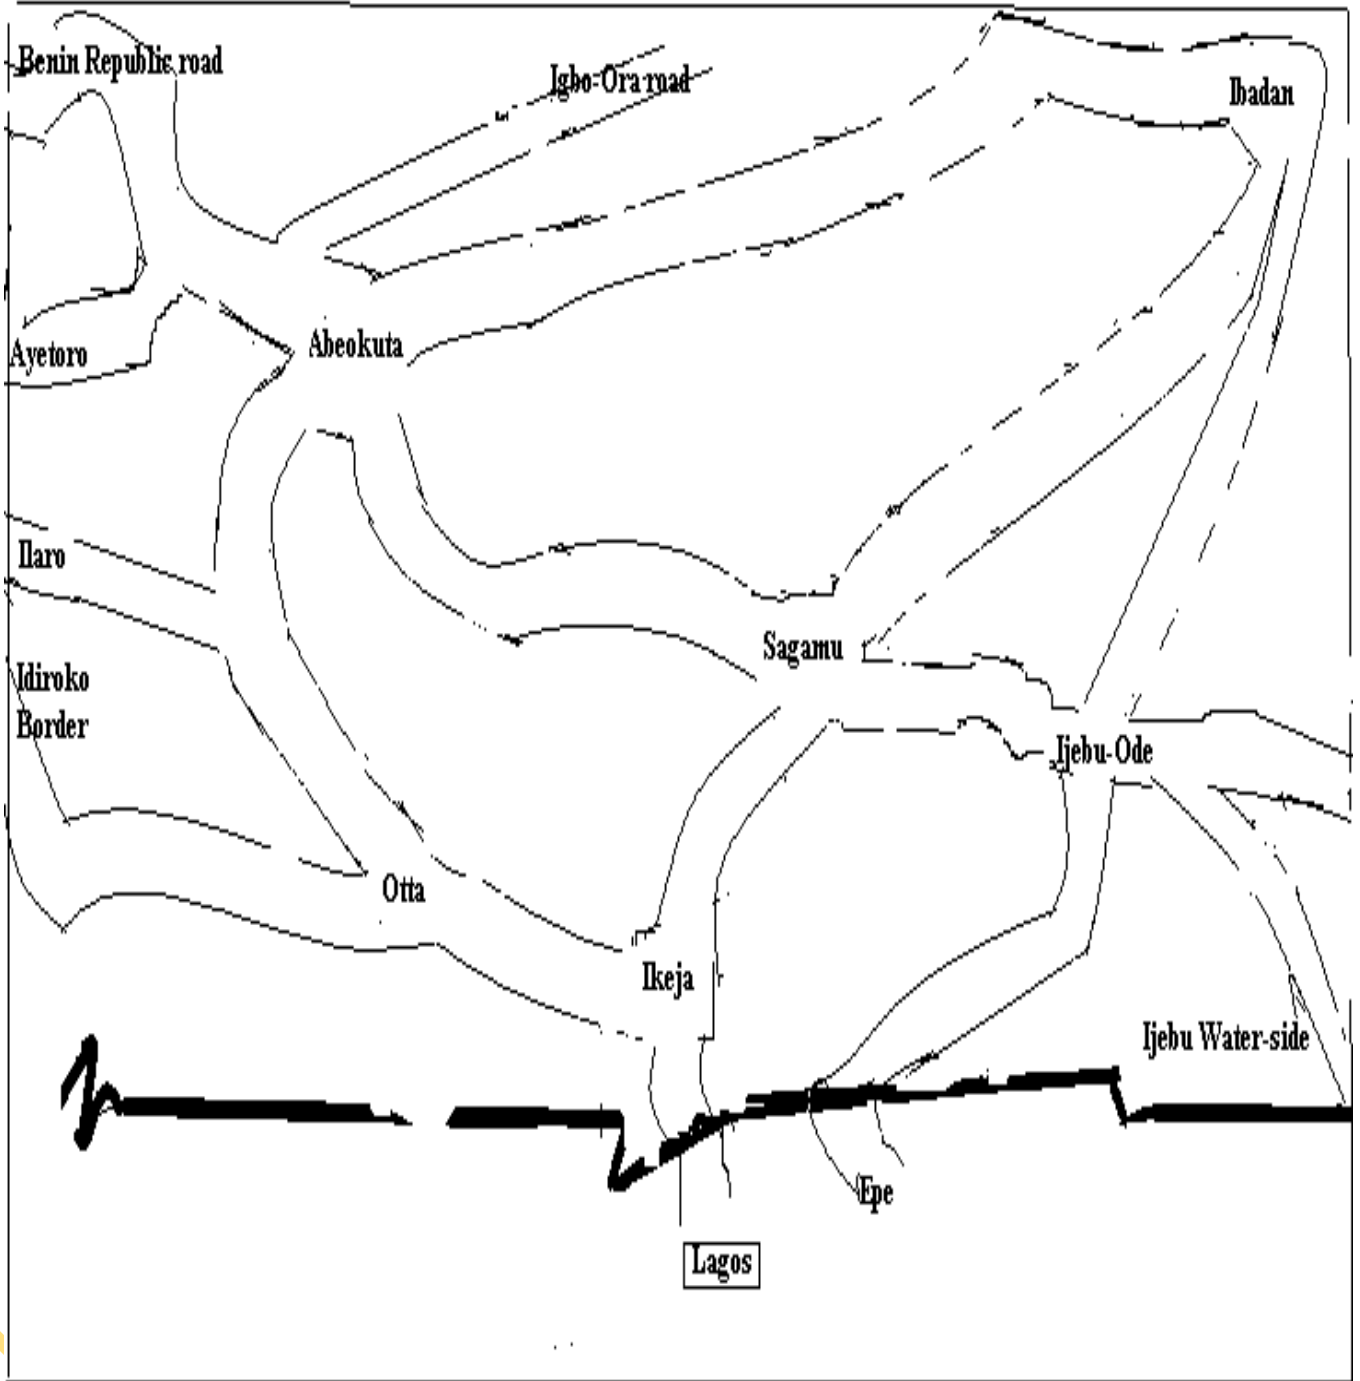 Benin Republic road
Igbo-Ora road
Ibadan
Abeokuta
Ayetoro
Ilaro
Sagamu
Idiroko
Border
Ijebu-Ode
Otta
Ikeja
Ijebu Water-side
Epe
Lagos